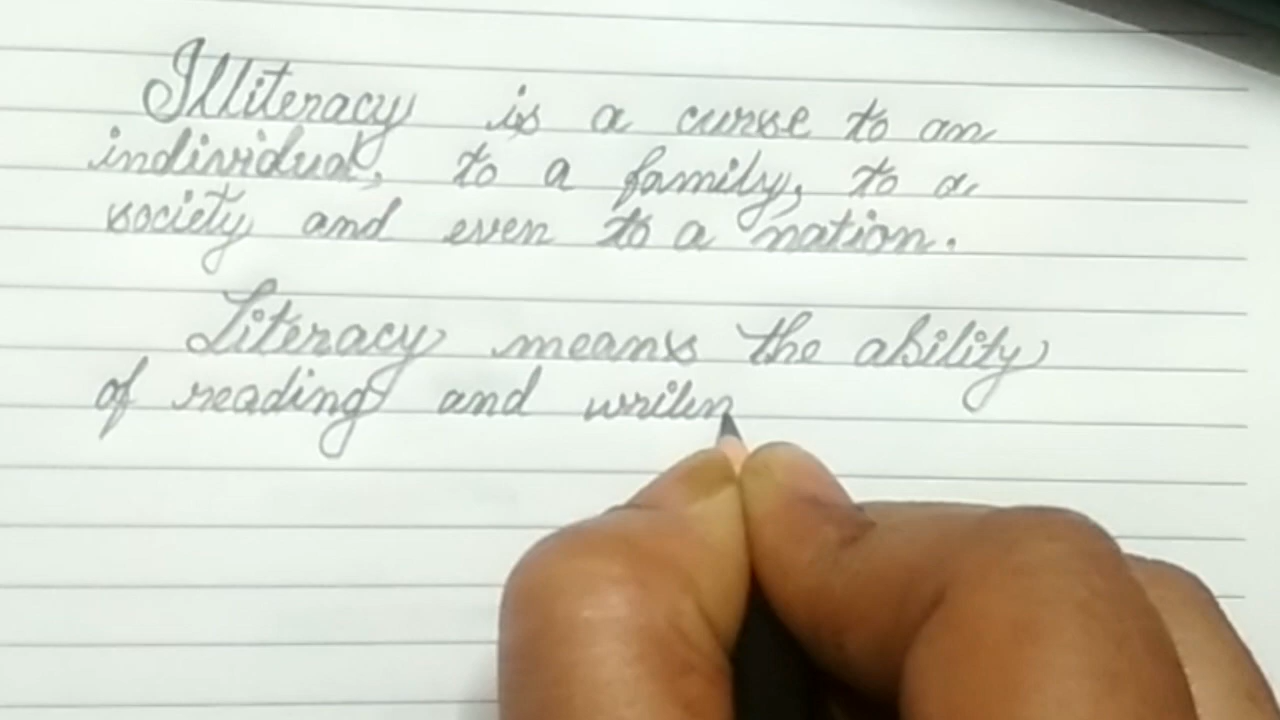 Illiteracy is a curse to an
individual, to a family, to a
society and even to a nation.
Literacy means the ability
of reading and writin